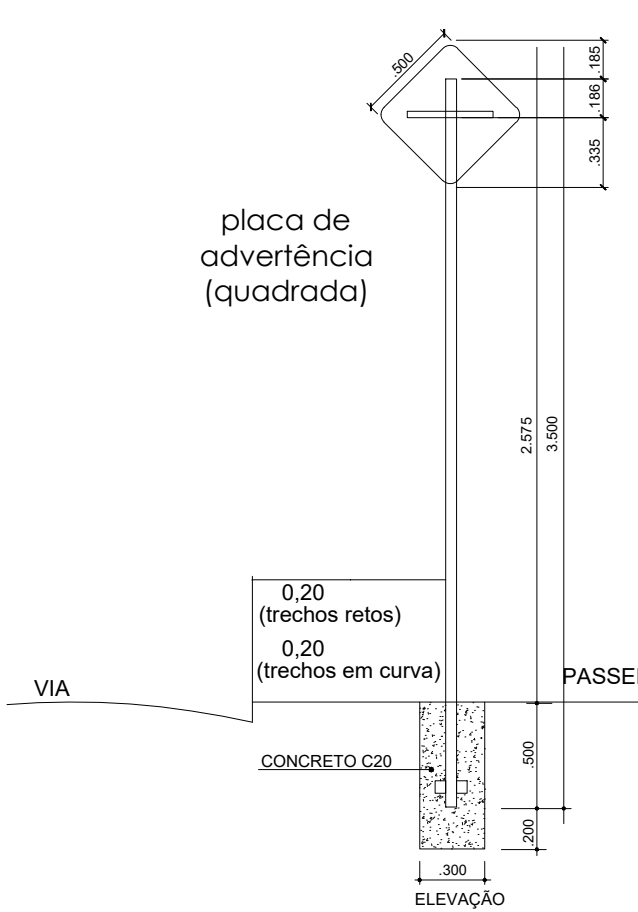 .500
.185
.186
.335
placa de
advertência
(quadrada)
2.575
3.500
0,20
(trechos retos)
0,20
(trechos em curva)
VIA
PASSEI
CONCRETO C20
.500
.200
.300
ELEVAÇÃO